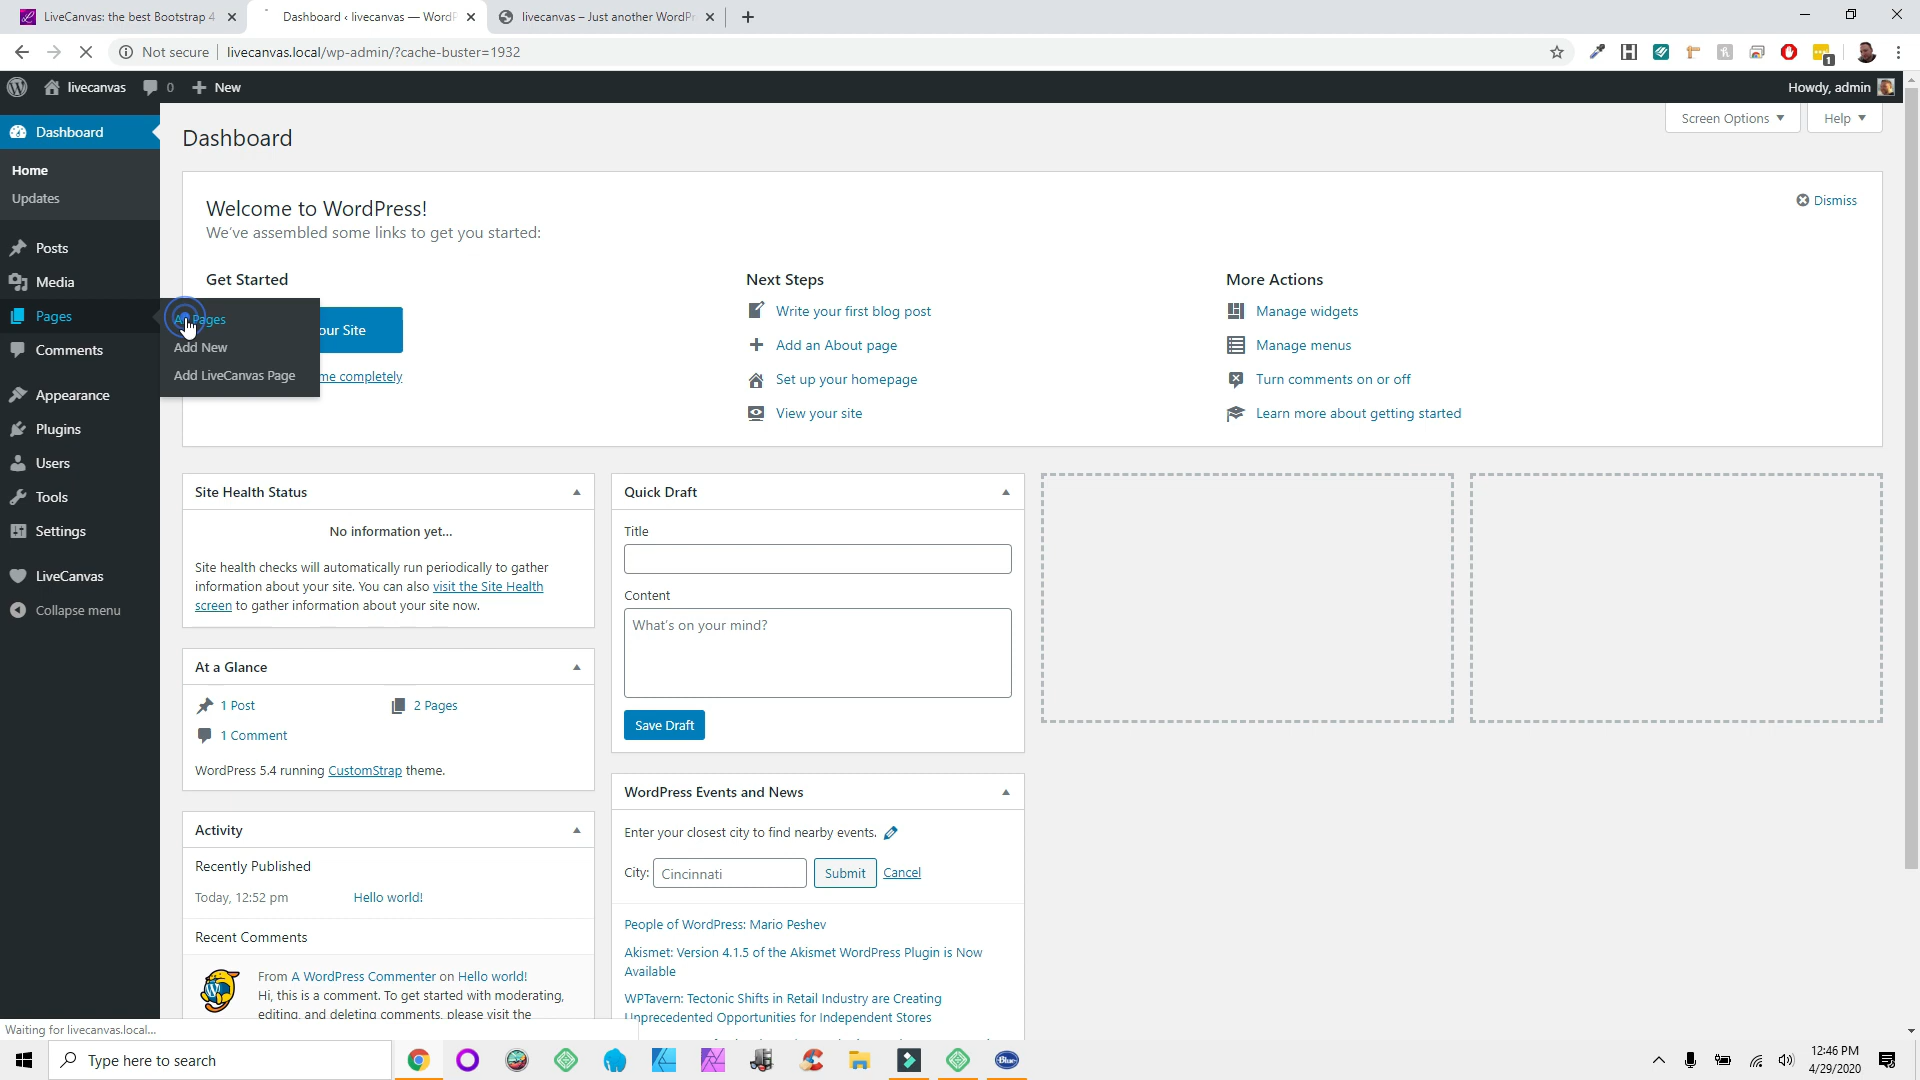 LiveCanvas: the best Bootstrap 4
Dashboard ‹ livecanvas — WordP
livecanvas – Just another WordPr
Not secure
livecanvas.local/wp-admin/?cache-buster=1932
1
livecanvas
0
New
Howdy, admin
Dashboard
Home
Updates
Posts
Media
Pages
Comments
Appearance
Plugins
Users
Tools
Settings
LiveCanvas
Collapse menu
Pages
Add New
Add LiveCanvas Page
Dashboard
Screen Options
Help
Welcome to WordPress!
We've assembled some links to get you started:
Dismiss
Get Started
our Site
me completely
Next Steps
Write your first blog post
Add an About page
Set up your homepage
View your site
More Actions
Manage widgets
Manage menus
Turn comments on or off
Learn more about getting started
Site Health Status
No information yet...
Site health checks will automatically run periodically to gather
information about your site. You can also visit the Site Health
screen to gather information about your site now.
At a Glance
1 Post
2 Pages
1 Comment
WordPress 5.4 running CustomStrap theme.
Activity
Recently Published
Today, 12:52 pm
Hello world!
Recent Comments
From A WordPress Commenter on Hello world!
Hi, this is a comment. To get started with moderating,
editing, and deleting comments, please visit the
Quick Draft
Title
Content
What's on your mind?
Save Draft
WordPress Events and News
Enter your closest city to find nearby events.
City:
Cincinnati
Submit
Cancel
People of WordPress: Mario Peshev
Akismet: Version 4.1.5 of the Akismet WordPress Plugin is Now
Available
WPTavern: Tectonic Shifts in Retail Industry are Creating
Unprecedented Opportunities for Independent Stores
Waiting for livecanvas.local...
Type here to search
Blue
12:46 PM
4/29/2020